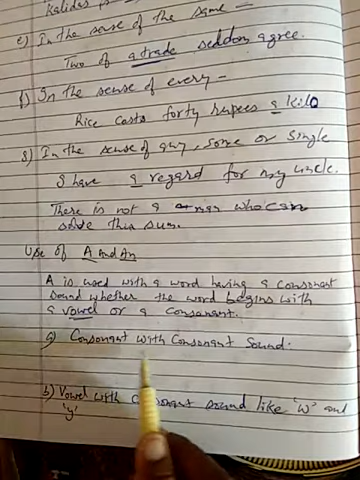 Kalidas is
e) In the sense of the same –
Two of a trade seldom agree.
f) In the sense of every –
Rice costs forty rupees a kilo
g) In the sense of any, some or single
I have a regard for my uncle.
There is not a man who can
solve this sum.
Use of A and An
A is used with a word having a consonant
sound whether the word begins with
a vowel or a consonant.
a) Consonant with Consonant Sound.
b) Vowel with consonant sound like 'w' and
'y'